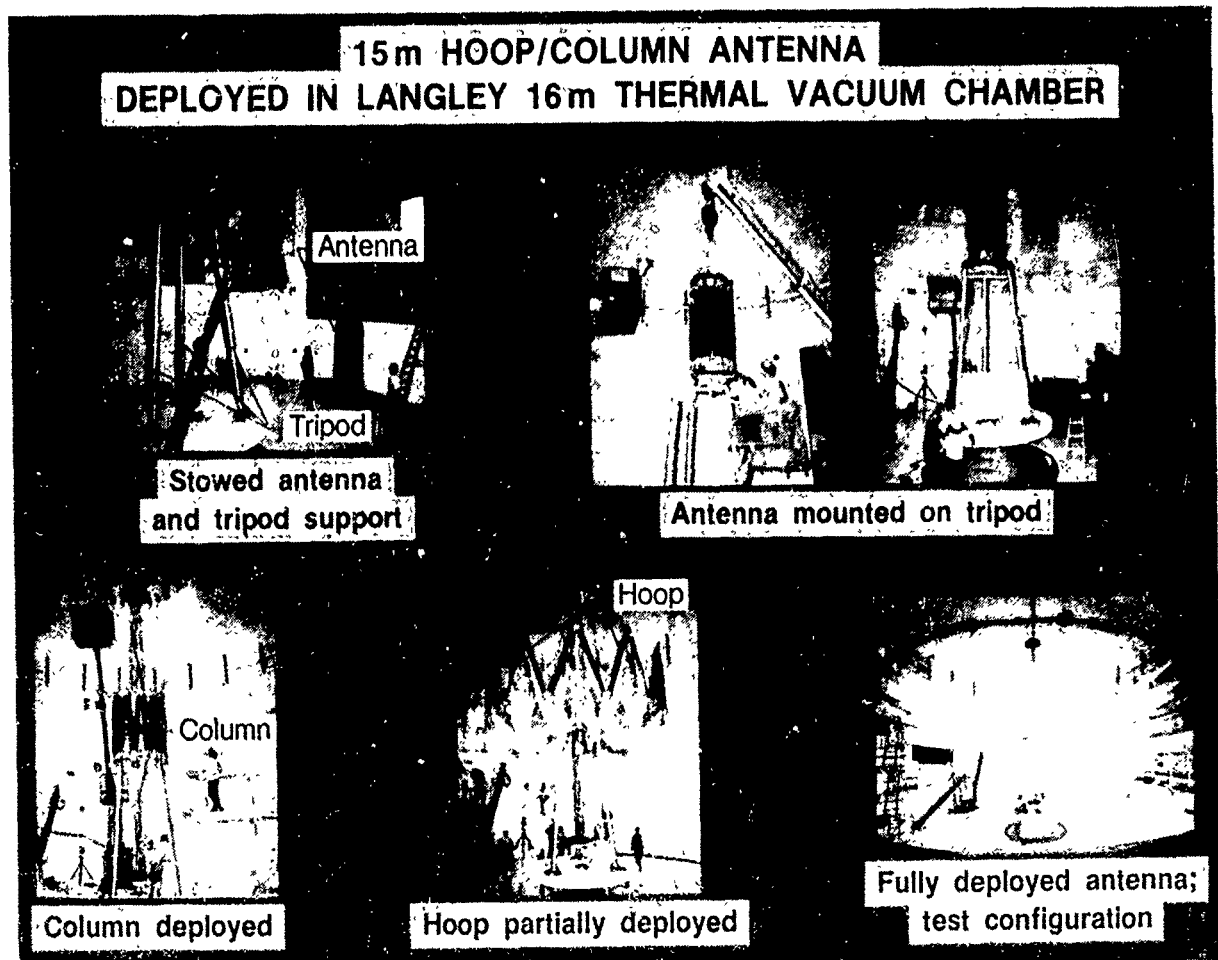 15m HOOP/COLUMN ANTENNA
DEPLOYED IN LANGLEY 16m THERMAL VACUUM CHAMBER
Antenna
Tripod
Stowed antenna
and tripod support
Antenna mounted on tripod
Column
Column deployed
Hoop
Hoop partially deployed
Fully deployed antenna;
test configuration